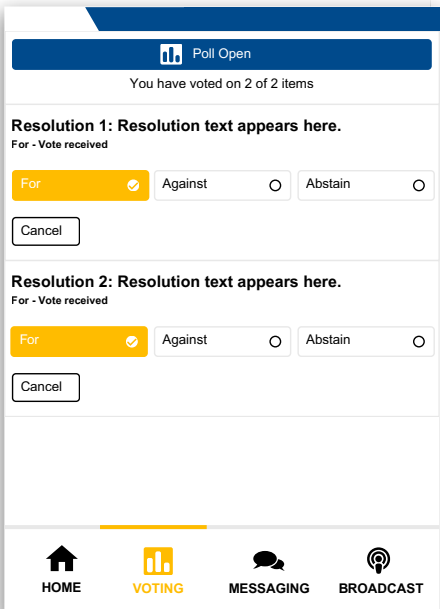 Poll Open
You have voted on 2 of 2 items
Resolution 1: Resolution text appears here.
For - Vote received
For Against Abstain
Cancel
Resolution 2: Resolution text appears here.
For - Vote received
For Against Abstain
Cancel
HOME VOTING MESSAGING BROADCAST